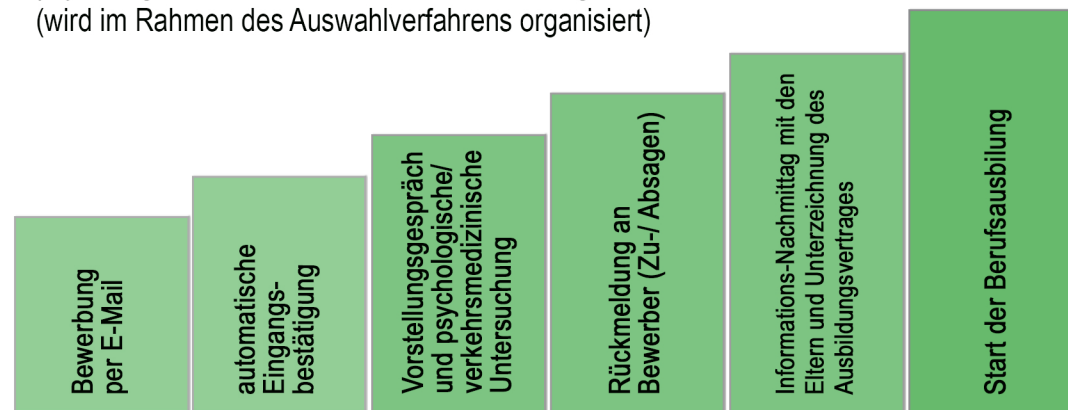 (wird im Rahmen des Auswahlverfahrens organisiert)
Bewerbung
per E-Mail
automatische
Eingangs-
bestätigung
Vorstellungsgespräch
und psychologische/
verkehrsmedizinische
Untersuchung
Rückmeldung an
Bewerber (Zu-/ Absagen)
Informations-Nachmittag mit den
Eltern und Unterzeichnung des
Ausbildungsvertrages
Start der Berufsausbilung